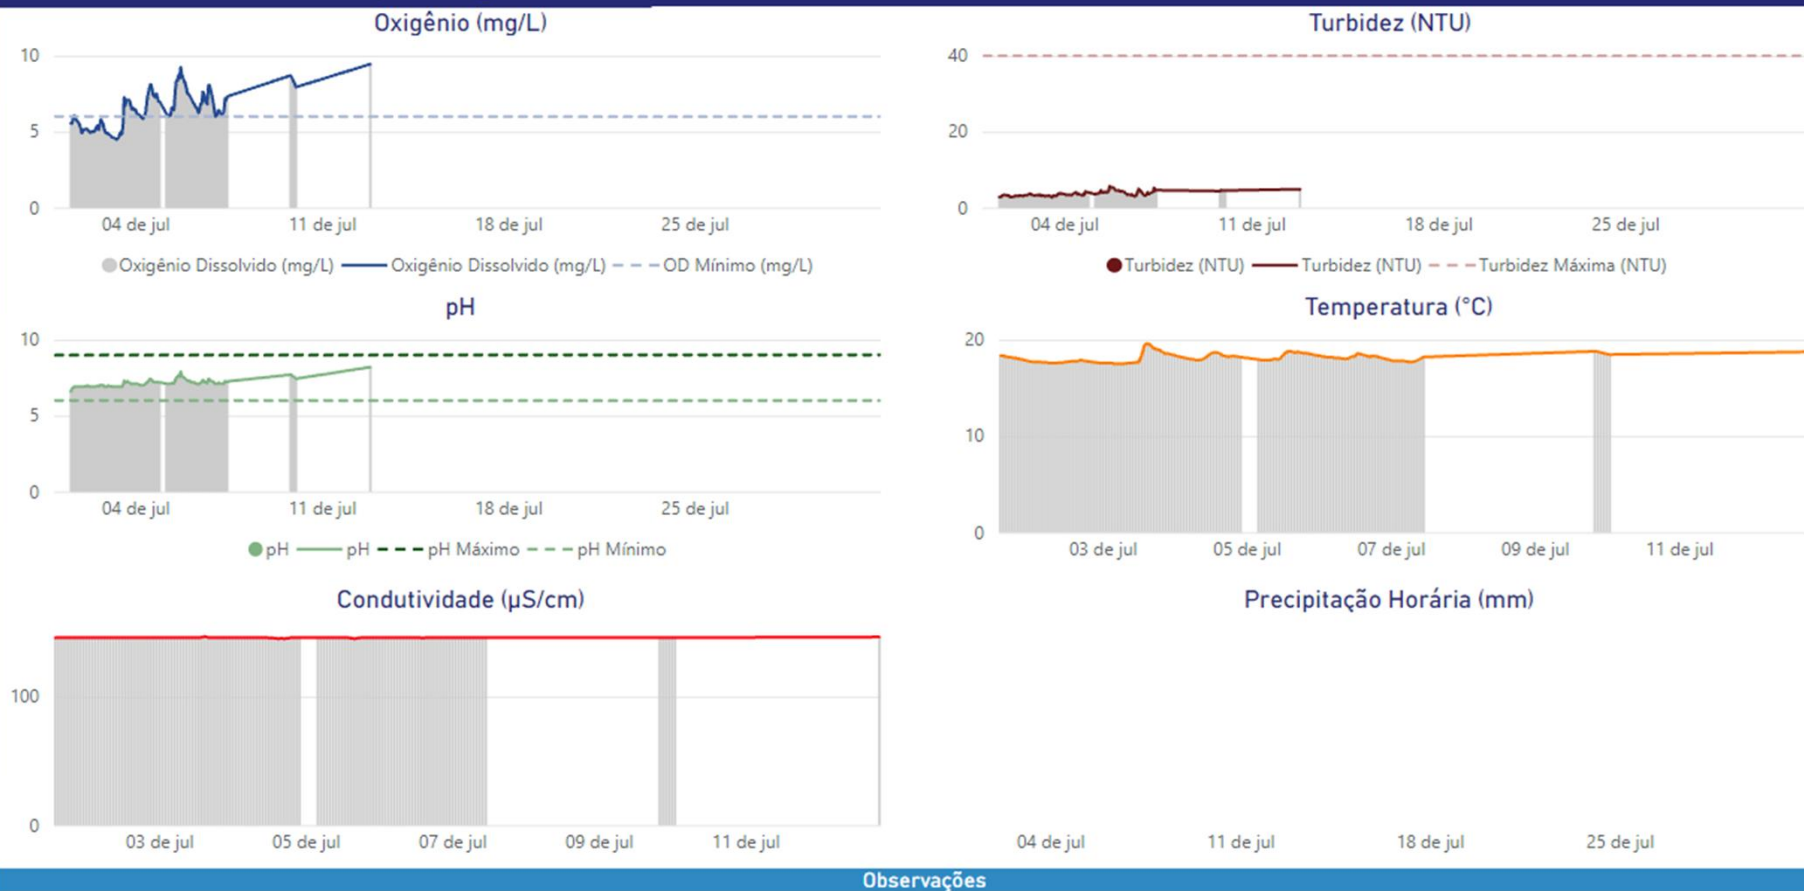 Oxigênio (mg/L)
10
5
0
04 de jul 11 de jul 18 de jul 25 de jul
Oxigênio Dissolvido (mg/L) Oxigênio Dissolvido (mg/L) OD Mínimo (mg/L)
Turbidez (NTU)
40
20
0
04 de jul 11 de jul 18 de jul 25 de jul
Turbidez (NTU) Turbidez (NTU) Turbidez Máxima (NTU)
pH
10
5
0
04 de jul 11 de jul 18 de jul 25 de jul
pH pH pH Máximo pH Mínimo
Temperatura (°C)
20
10
0
03 de jul 05 de jul 07 de jul 09 de jul 11 de jul
Condutividade (µS/cm)
100
0
03 de jul 05 de jul 07 de jul 09 de jul 11 de jul
Precipitação Horária (mm)
04 de jul 11 de jul 18 de jul 25 de jul
Observações